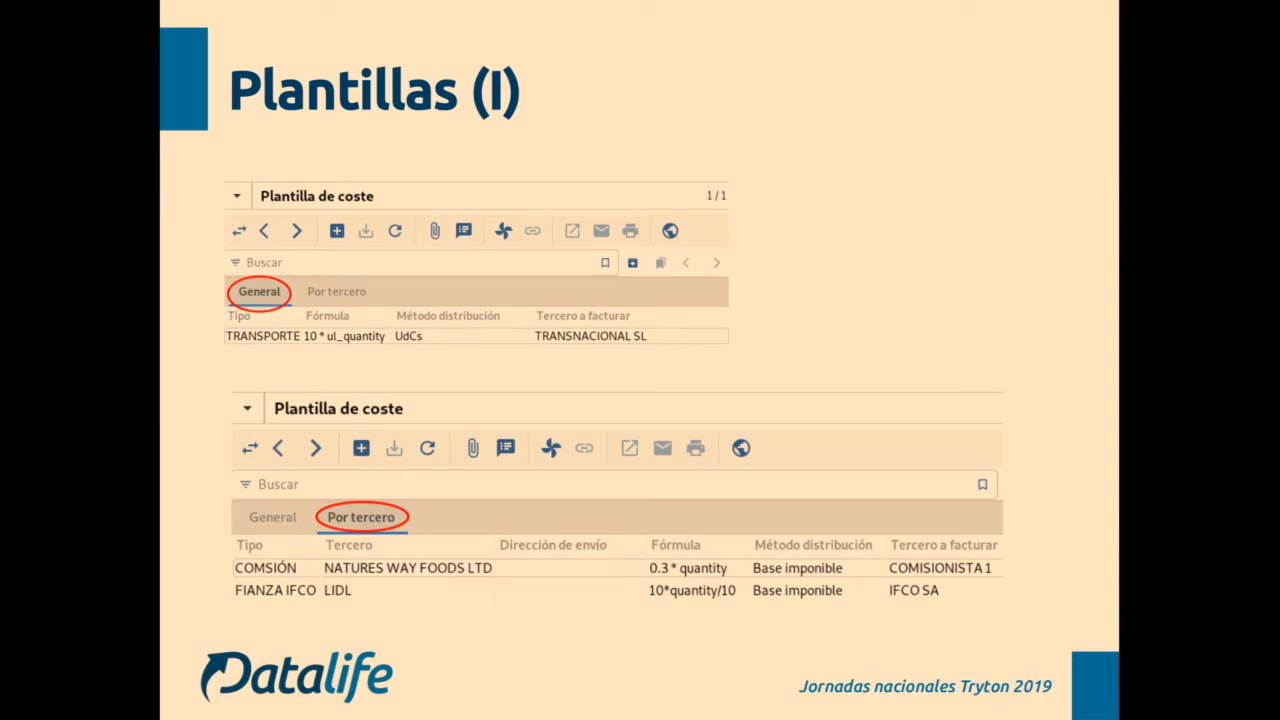 Plantillas (I)
Plantilla de coste 1 / 1
Buscar
General Por tercero
Tipo Fórmula Método distribución Tercero a facturar
TRANSPORTE 10 * ul_quantity UdCs TRANSNACIONAL SL
Plantilla de coste
Buscar
General Por tercero
Tipo Tercero Dirección de envío Fórmula Método distribución Tercero a facturar
COMSIÓN NATURES WAY FOODS LTD 0.3 * quantity Base imponible COMISIONISTA 1
FIANZA IFCO LIDL 10*quantity/10 Base imponible IFCO SA
Datalife
Jornadas nacionales Tryton 2019